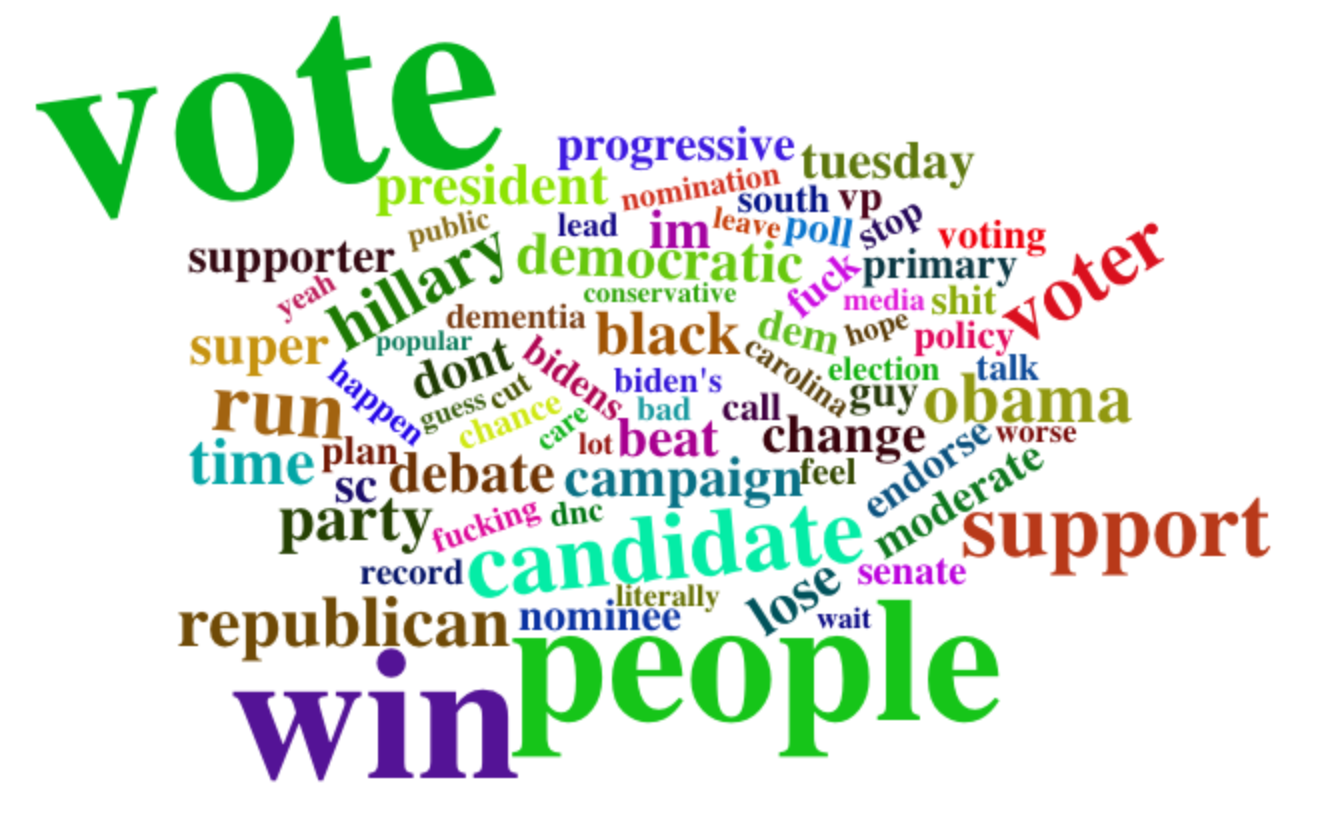 vote
progressive
tuesday
president
nomination
south
vp
public
lead
im
leave
poll
stop
voting
voter
supporter
hillary
democratic
fuck
primary
yeah
conservative
media
shit
dementia
black
dem
hope
policy
super
popular
dont
bidens
carolina
election
talk
happen
biden's
guy
obama
run
guess
cut
chance
care
bad
call
change
worse
time
plan
lot
beat
endorse
sc
debate
campaign
feel
moderate
party
fucking
dnc
candidate
support
record
senate
literally
lose
republican
nominee
wait
win
people